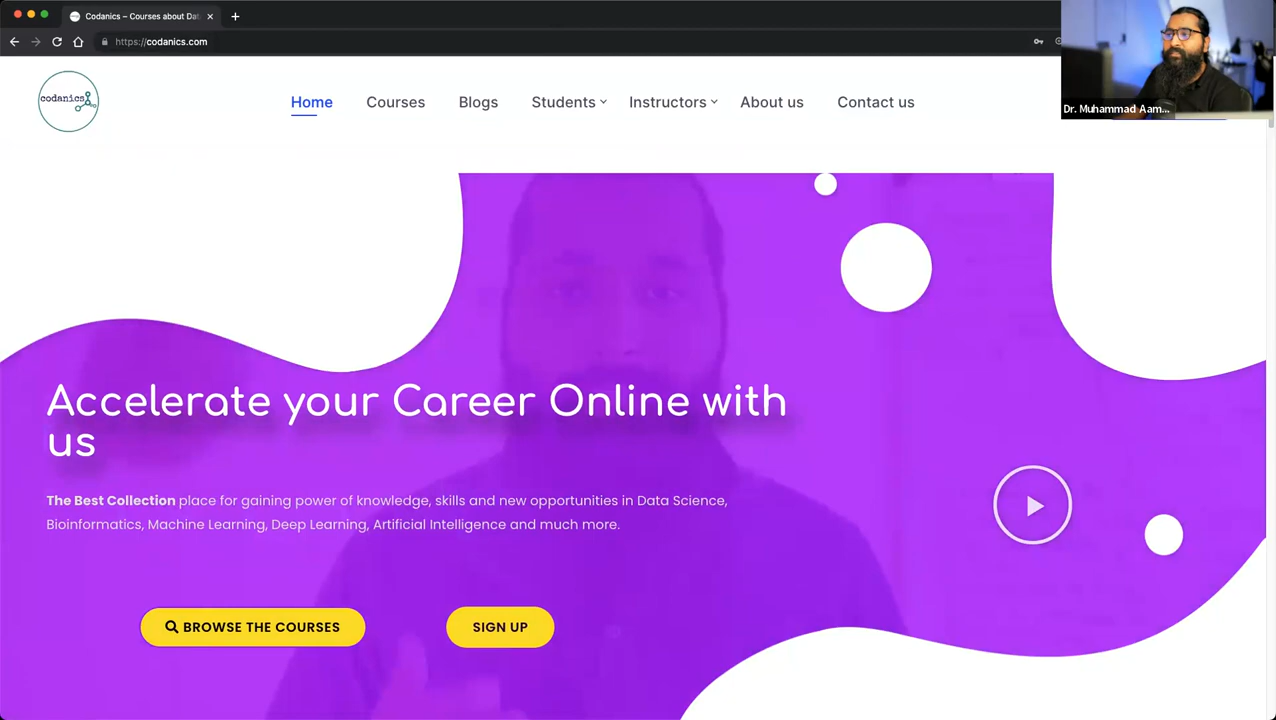 Codanics – Courses about Dat
https://codanics.com
codanics
Home
Courses
Blogs
Students
Instructors
About us
Contact us
Dr. Muhammad Aam...
Accelerate your Career Online with
us
The Best Collection place for gaining power of knowledge, skills and new opportunities in Data Science,
Bioinformatics, Machine Learning, Deep Learning, Artificial Intelligence and much more.
BROWSE THE COURSES
SIGN UP